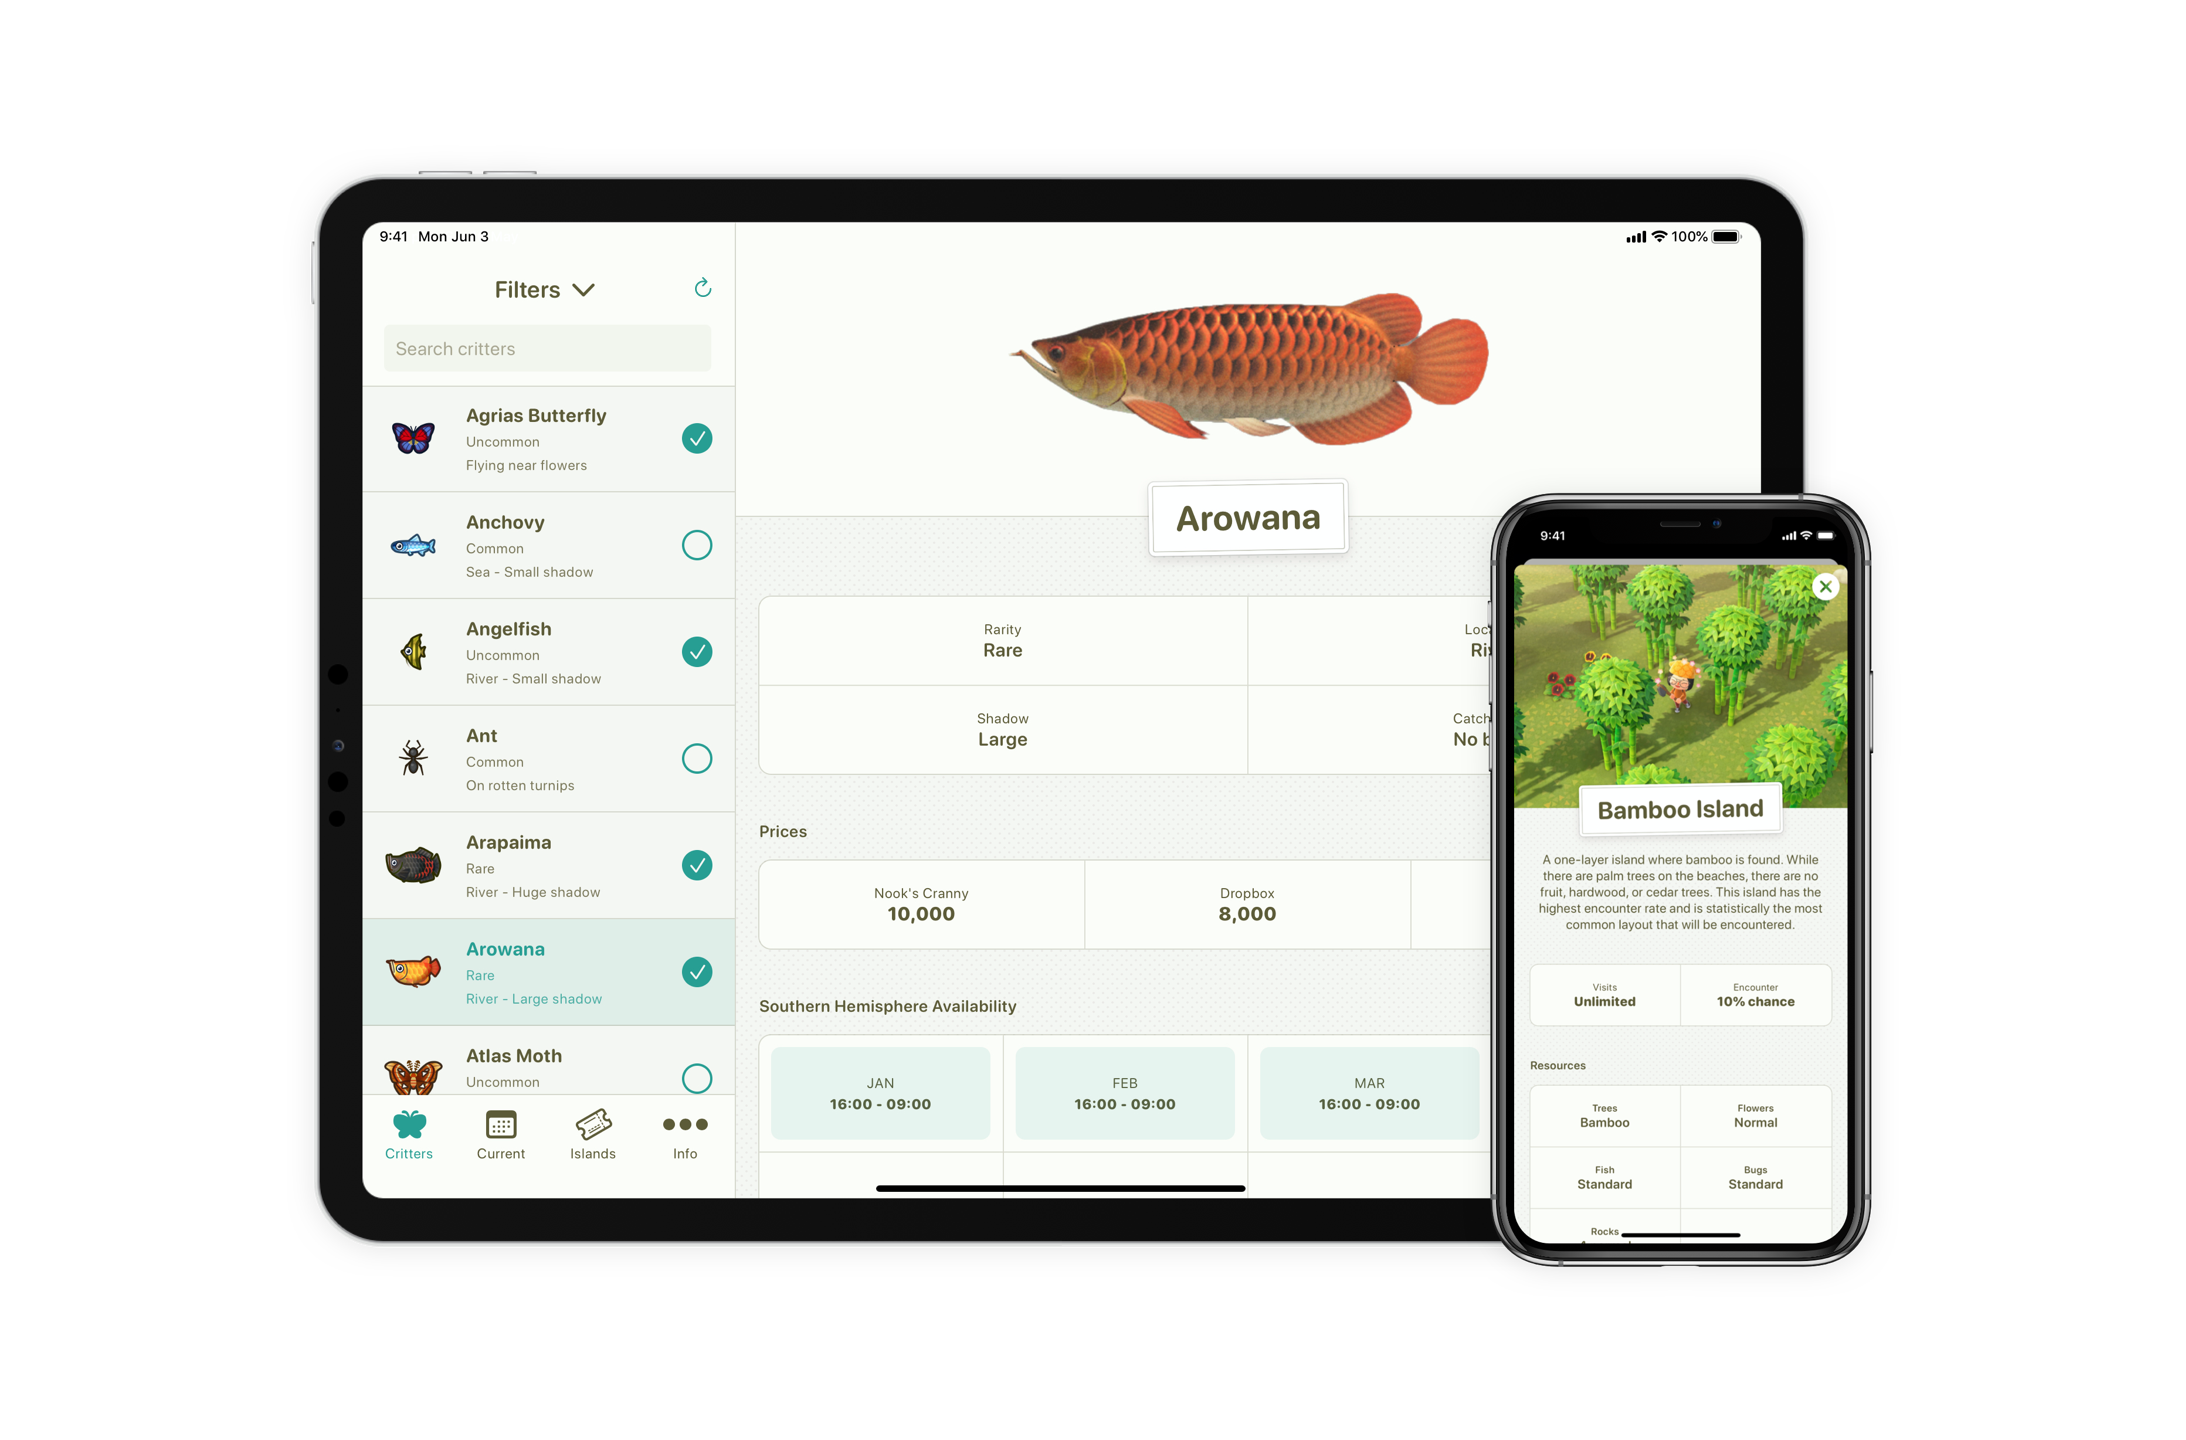 9:41 Mon Jun 3
100%
Filters
Search critters
Agrias Butterfly
Uncommon
Flying near flowers
Anchovy
Common
Sea - Small shadow
Angelfish
Uncommon
River - Small shadow
Ant
Common
On rotten turnips
Arapaima
Rare
River - Huge shadow
Arowana
Rare
River - Large shadow
Atlas Moth
Uncommon
Critters
Current
Islands
Info
Arowana
Rarity
Rare
Shadow
Large
Catch
No
Prices
Nook's Cranny
10,000
Dropbox
8,000
Southern Hemisphere Availability
JAN
16:00 - 09:00
FEB
16:00 - 09:00
MAR
16:00 - 09:00
9:41
Bamboo Island
A one-layer island where bamboo is found. While
there are palm trees on the beaches, there are no
fruit, hardwood, or cedar trees. This island has the
highest encounter rate and is statistically the most
common layout that will be encountered.
Visits
Unlimited
Encounter
10% chance
Resources
Trees
Bamboo
Flowers
Normal
Fish
Standard
Bugs
Standard
Rocks